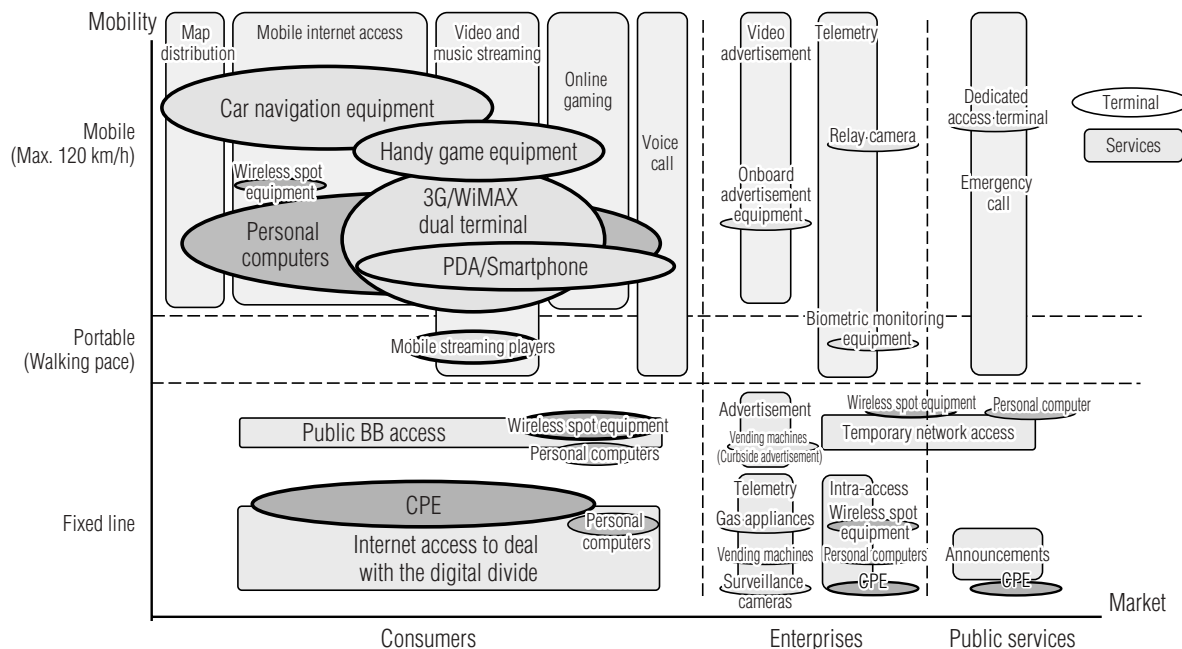 Mobility
Map
distribution
Mobile internet access
Video and
music streaming
Online
gaming
Voice
call
Video
advertisement
Telemetry
Dedicated
access terminal
Terminal
Services
Mobile
(Max. 120 km/h)
Car navigation equipment
Handy game equipment
Relay camera
Wireless spot
equipment
3G/WiMAX
dual terminal
Onboard
advertisement
equipment
Emergency
call
Personal
computers
PDA/Smartphone
Portable
(Walking pace)
Mobile streaming players
Biometric monitoring
equipment
Public BB access
Wireless spot equipment
Personal computers
Advertisement
Vending machines
(Curbside advertisement)
Wireless spot equipment
Personal computer
Temporary network access
Fixed line
CPE
Personal
computers
Internet access to deal
with the digital divide
Telemetry
Gas appliances
Vending machines
Surveillance
cameras
Intra-access
Wireless spot
equipment
Personal computers
CPE
Announcements
CPE
Market
Consumers
Enterprises
Public services